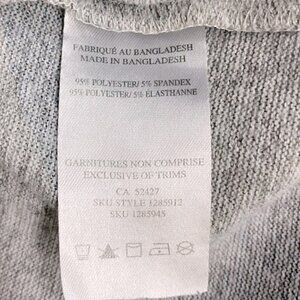 FABRIQUÉ AU BANGLADESH
MADE IN BANGLADESH
95% POLYESTER/ 5% SPANDEX
95% POLYESTER/ 5% ÉLASTHANNE
GARNITURES NON COMPRISE
EXCLUSIVE OF TRIMS
CA 52427
SKU STYLE 1285912
SKU 1285945